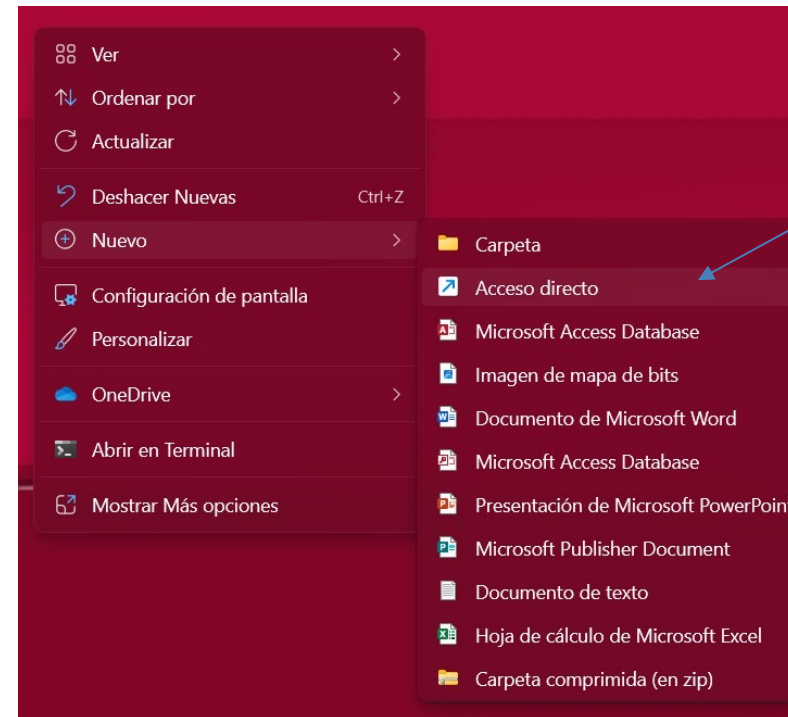 Ver
Ordenar por
Actualizar
Deshacer Nuevas Ctrl+Z
Nuevo
Configuración de pantalla
Personalizar
OneDrive
Abrir en Terminal
Mostrar Más opciones
Carpeta
Acceso directo
Microsoft Access Database
Imagen de mapa de bits
Documento de Microsoft Word
Microsoft Access Database
Presentación de Microsoft PowerPoin
Microsoft Publisher Document
Documento de texto
Hoja de cálculo de Microsoft Excel
Carpeta comprimida (en zip)